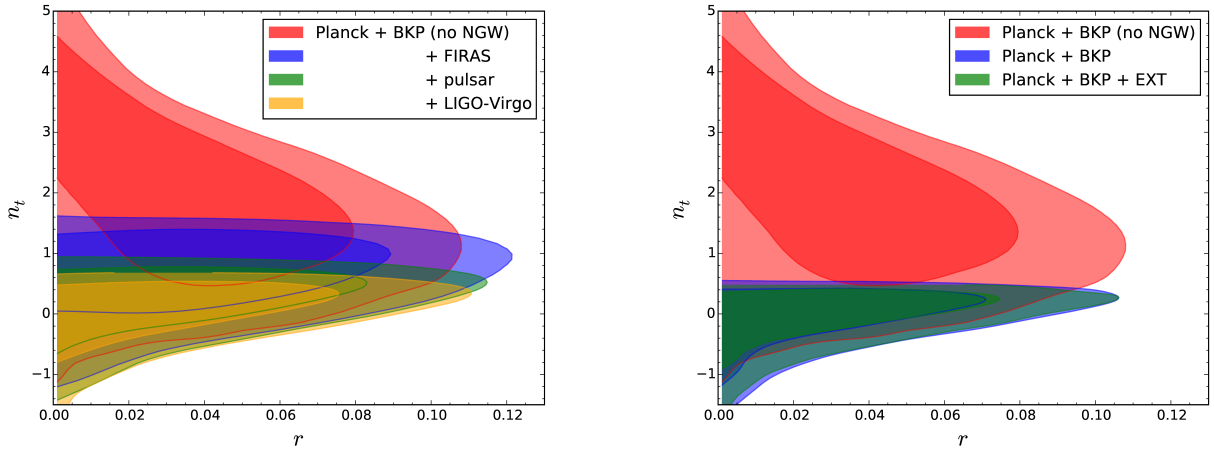 5
4
3
2
1
0
−1
0.00 0.02 0.04 0.06 0.08 0.10 0.12
r
n_t
Planck + BKP (no NGW)
+ FIRAS
+ pulsar
+ LIGO-Virgo
5
4
3
2
1
0
−1
0.00 0.02 0.04 0.06 0.08 0.10 0.12
r
n_t
Planck + BKP (no NGW)
Planck + BKP
Planck + BKP + EXT